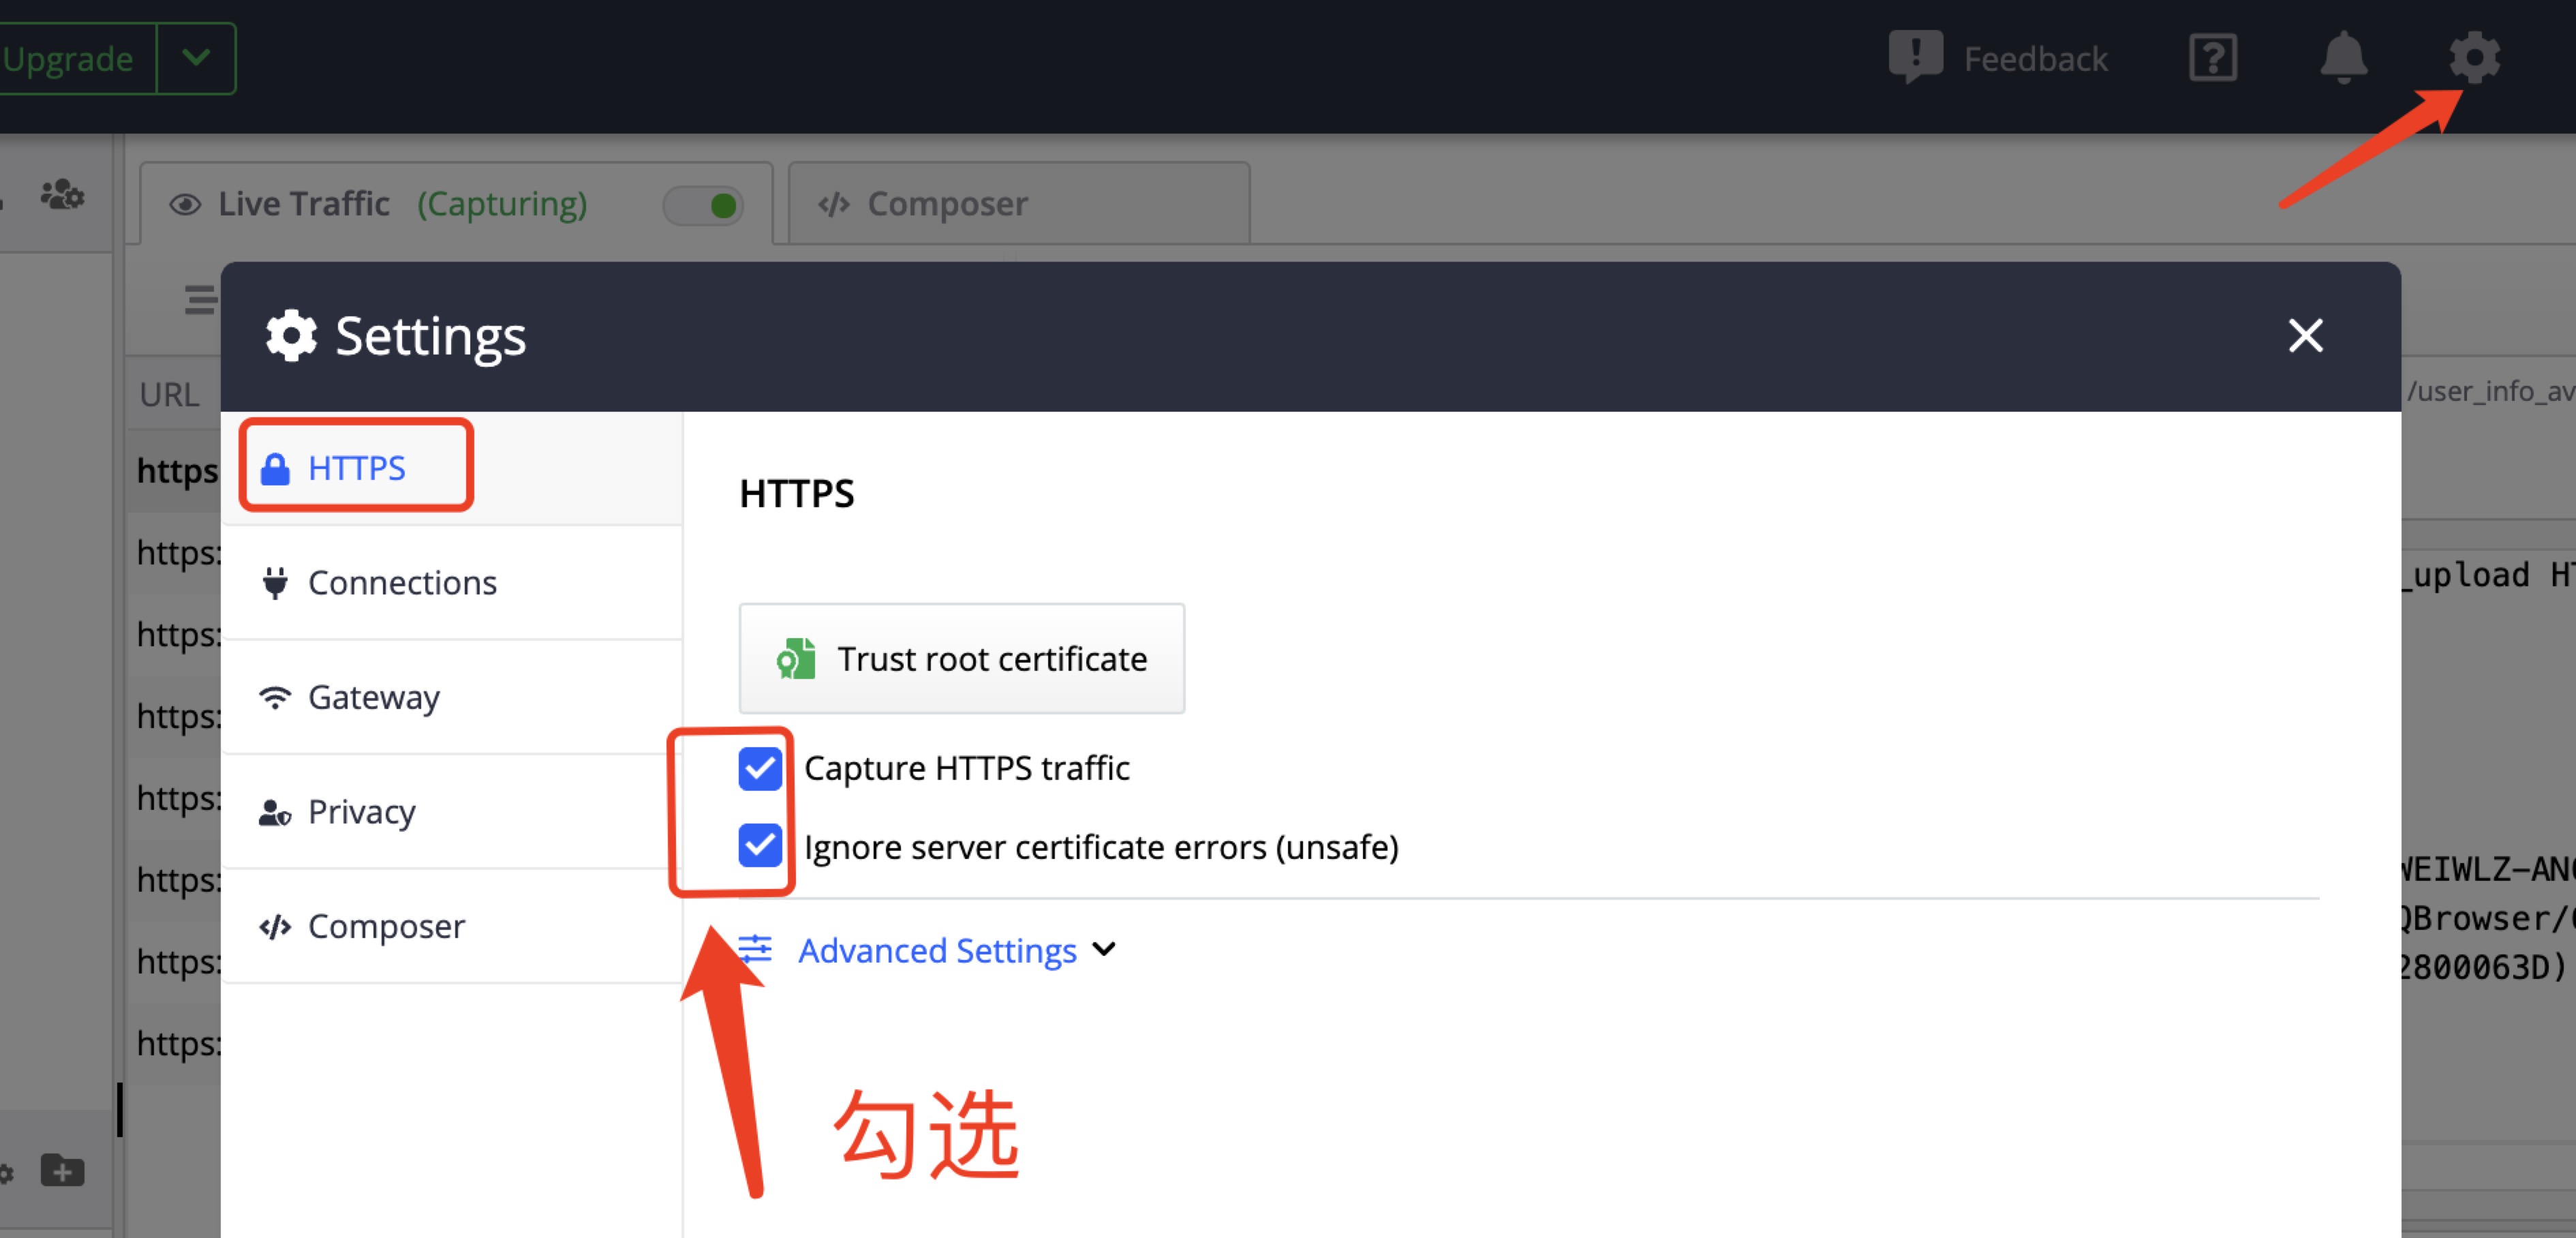 Upgrade
Feedback
Live Traffic (Capturing)
</> Composer
Settings
URL
/user_info_av
HTTPS
https
HTTPS
https:
_upload HT
Connections
https:
Trust root certificate
Gateway
https:
Capture HTTPS traffic
https:
Privacy
Ignore server certificate errors (unsafe)
https:
WEIWLZ-AN
</> Composer
QBrowser/
Advanced Settings
https:
2800063D)
https:
勾选